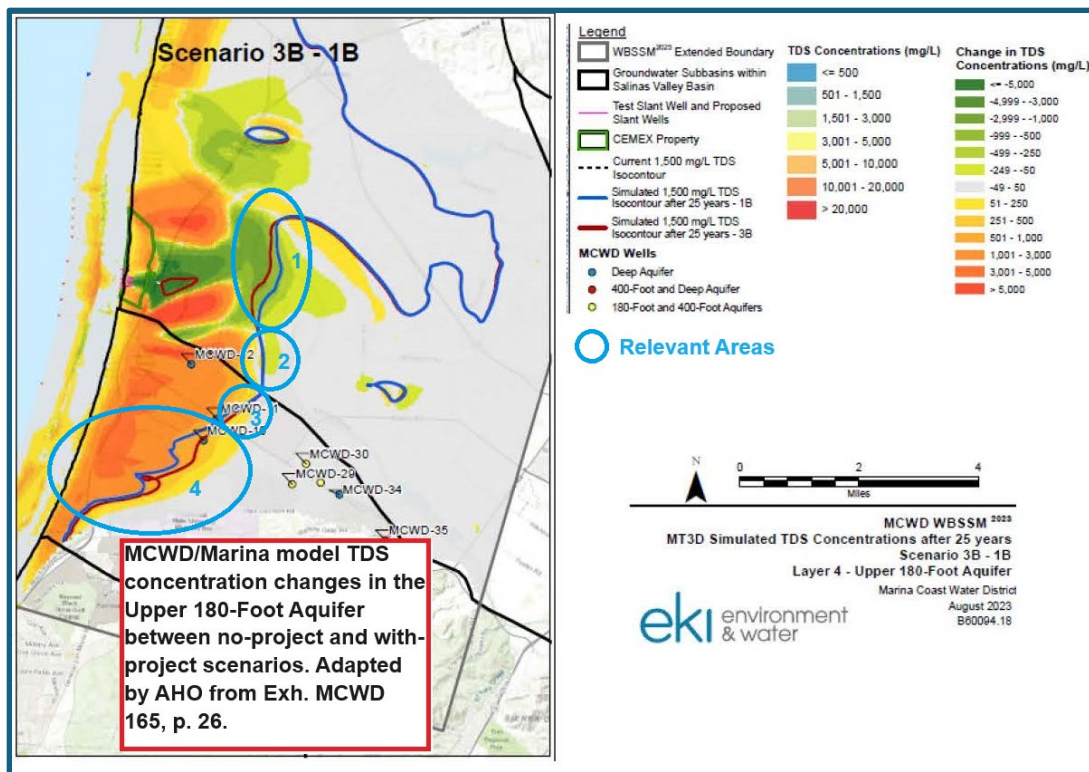 Scenario 3B - 1B
1
2
MCWD-12
MCWD-11
3
MCWD-10
4
MCWD-30
MCWD-29
MCWD-34
MCWD-35
MCWD/Marina model TDS
concentration changes in the
Upper 180-Foot Aquifer
between no-project and with-
project scenarios. Adapted
by AHO from Exh. MCWD
165, p. 26.
Legend
WBSSM2023 Extended Boundary
Groundwater Subbasins within
Salinas Valley Basin
Test Slant Well and Proposed
Slant Wells
CEMEX Property
Current 1,500 mg/L TDS
Isocontour
Simulated 1,500 mg/L TDS
Isocontour after 25 years - 1B
Simulated 1,500 mg/L TDS
Isocontour after 25 years - 3B
MCWD Wells
Deep Aquifer
400-Foot and Deep Aquifer
180-Foot and 400-Foot Aquifers
TDS Concentrations (mg/L)
<= 500
501 - 1,500
1,501 - 3,000
3,001 - 5,000
5,001 - 10,000
10,001 - 20,000
> 20,000
Change in TDS
Concentrations (mg/L)
<= -5,000
-4,999 - -3,000
-2,999 - -1,000
-999 - -500
-499 - -250
-249 - -50
-49 - 50
51 - 250
251 - 500
501 - 1,000
1,001 - 3,000
3,001 - 5,000
> 5,000
Relevant Areas
N
0 2 4
Miles
MCWD WBSSM 2023
MT3D Simulated TDS Concentrations after 25 years
Scenario 3B - 1B
Layer 4 - Upper 180-Foot Aquifer
Marina Coast Water District
August 2023
B60094.18
eki environment
& water